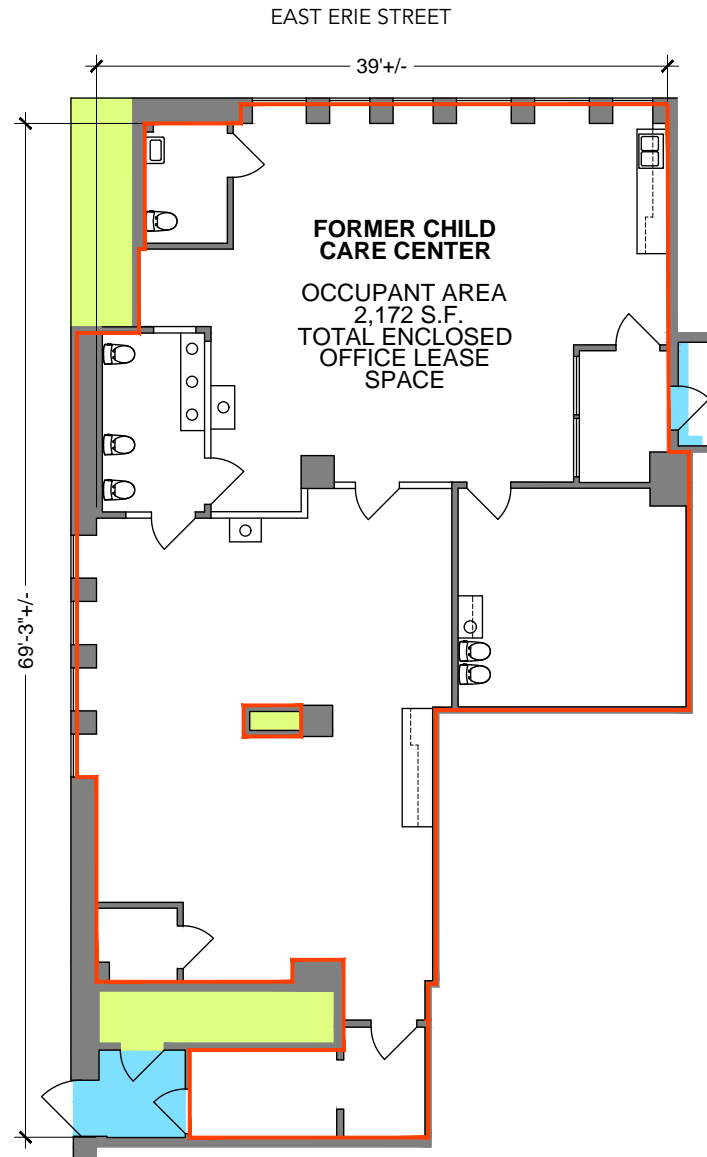 EAST ERIE STREET
39'+/-
FORMER CHILD
CARE CENTER
OCCUPANT AREA
2,172 S.F.
TOTAL ENCLOSED
OFFICE LEASE
SPACE
69'-3"+/-